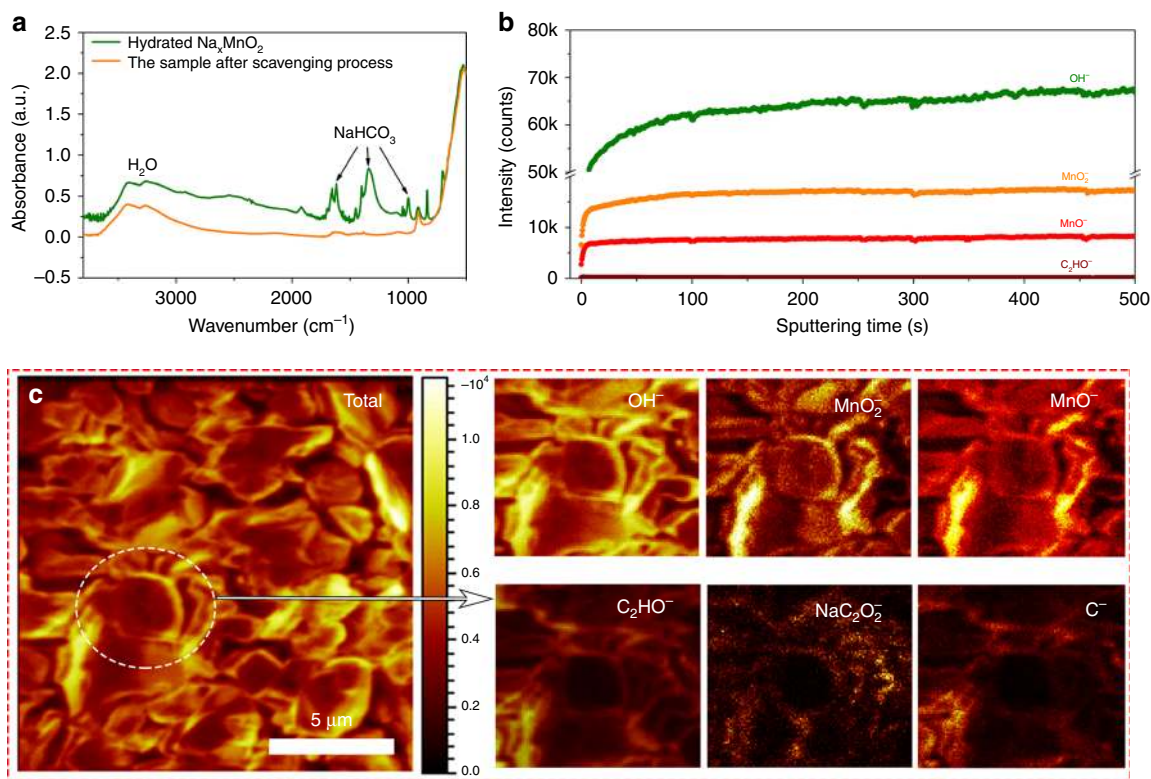 a
Hydrated NaₓMnO₂
The sample after scavenging process
2.5
2.0
1.5
1.0
0.5
0.0
–0.5
Absorbance (a.u.)
H₂O
NaHCO₃
3000
2000
1000
Wavenumber (cm⁻¹)
b
80k
70k
60k
50k
10k
0
Intensity (counts)
OH⁻
MnO₂⁻
MnO⁻
C₂HO⁻
0
100
200
300
400
500
Sputtering time (s)
c
Total
5 μm
–10⁴
1.0
0.8
0.6
0.4
0.2
0.0
OH⁻
MnO₂⁻
MnO⁻
C₂HO⁻
NaC₂O₂⁻
C⁻